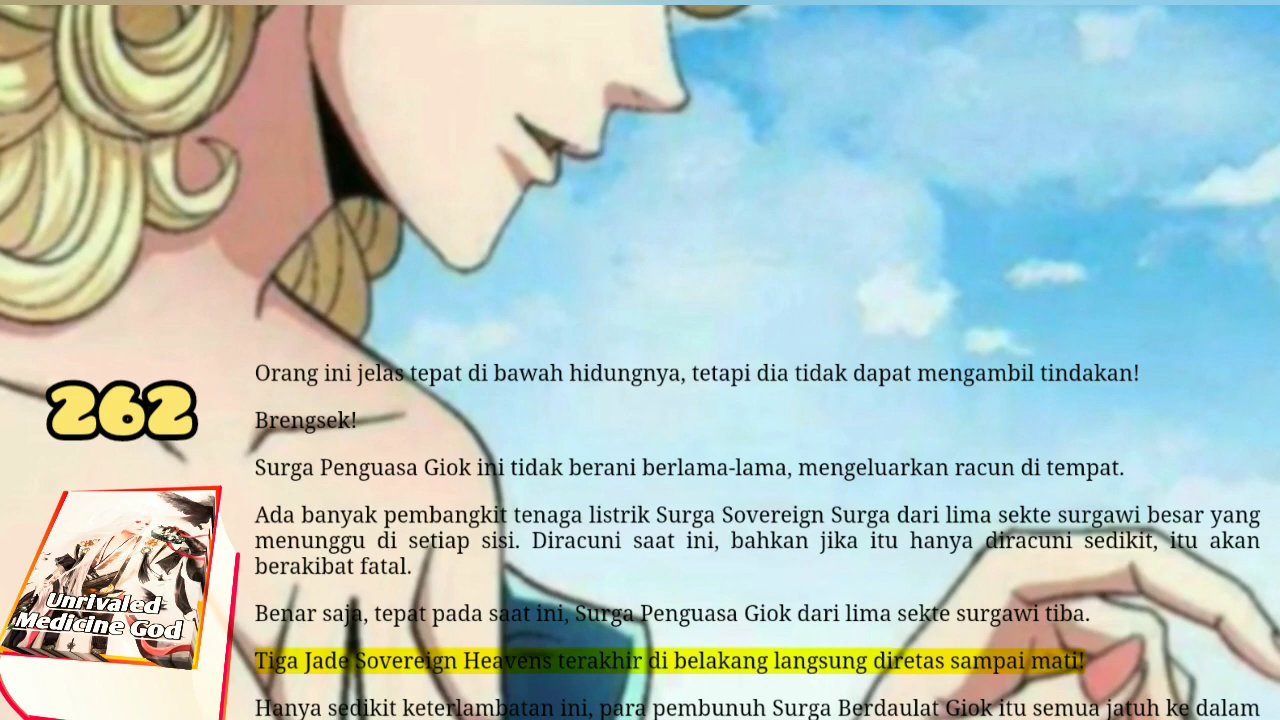 Orang ini jelas tepat di bawah hidungnya, tetapi dia tidak dapat mengambil tindakan!
262
Brengsek!
Surga Penguasa Giok ini tidak berani berlama-lama, mengeluarkan racun di tempat.
Ada banyak pembangkit tenaga listrik Surga Sovereign Surga dari lima sekte surgawi besar yang
menunggu di setiap sisi. Diracuni saat ini, bahkan jika itu hanya diracuni sedikit, itu akan
berakibat fatal.
Unrivaled
Medicine God
Benar saja, tepat pada saat ini, Surga Penguasa Giok dari lima sekte surgawi tiba.
Tiga Jade Sovereign Heavens terakhir di belakang langsung diretas sampai mati!
Hanya sedikit keterlambatan ini, para pembunuh Surga Berdaulat Giok itu semua jatuh ke dalam